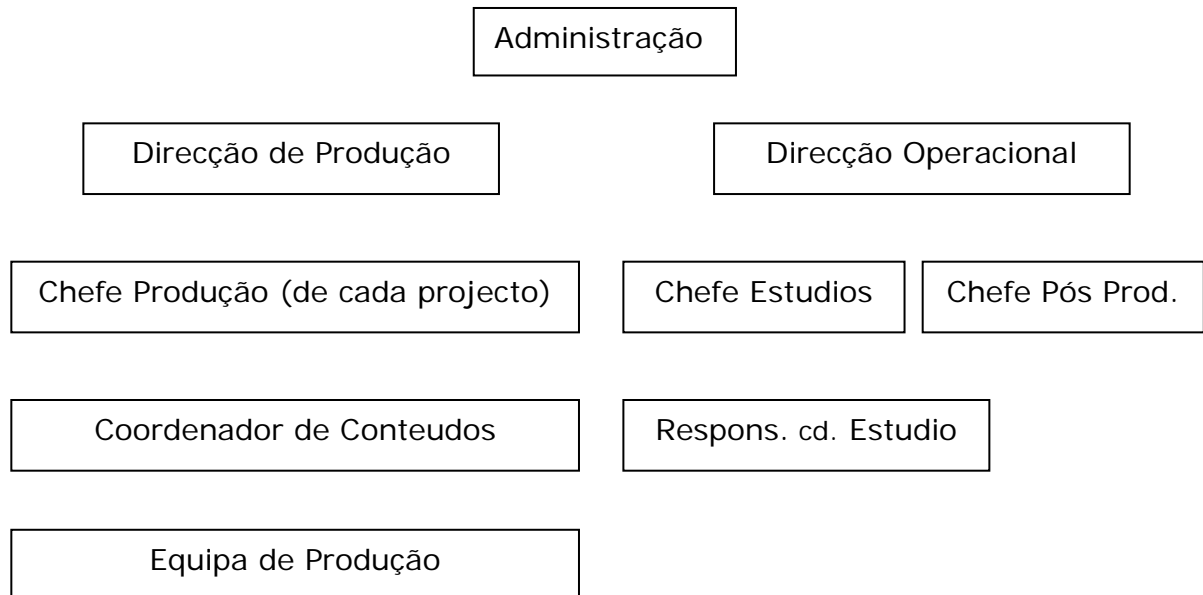 Administração
Direcção de Produção
Direcção Operacional
Chefe Produção (de cada projecto)
Chefe Estudios
Chefe Pós Prod.
Coordenador de Conteudos
Respons. cd. Estudio
Equipa de Produção